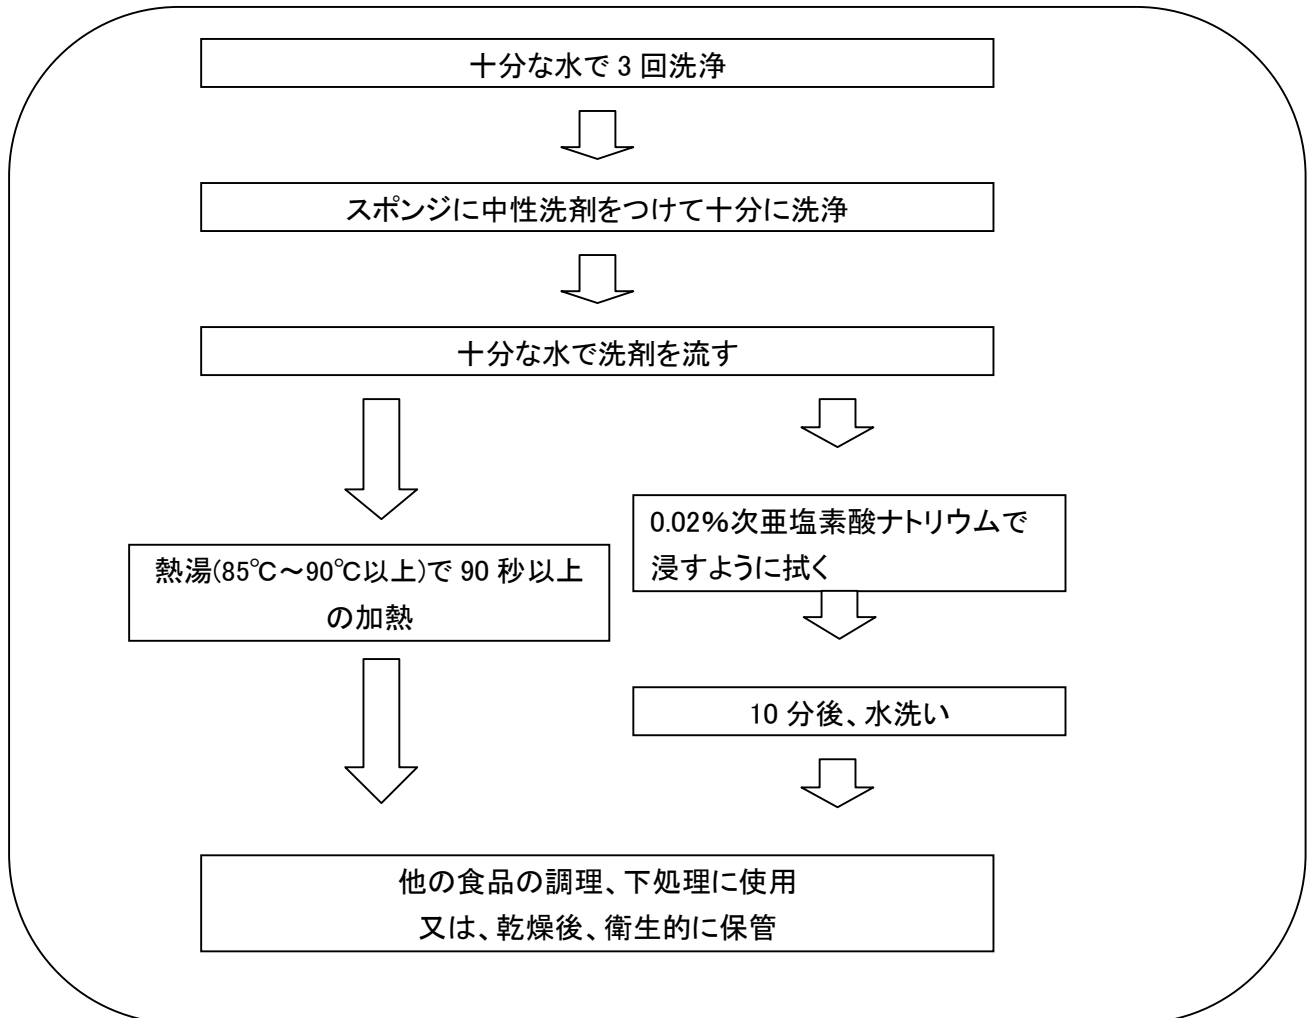 十分な水で 3 回洗浄
スポンジに中性洗剤をつけて十分に洗浄
十分な水で洗剤を流す
熱湯(85℃～90℃以上)で 90 秒以上
の加熱
0.02%次亜塩素酸ナトリウムで
浸すように拭く
10 分後、水洗い
他の食品の調理、下処理に使用
又は、乾燥後、衛生的に保管